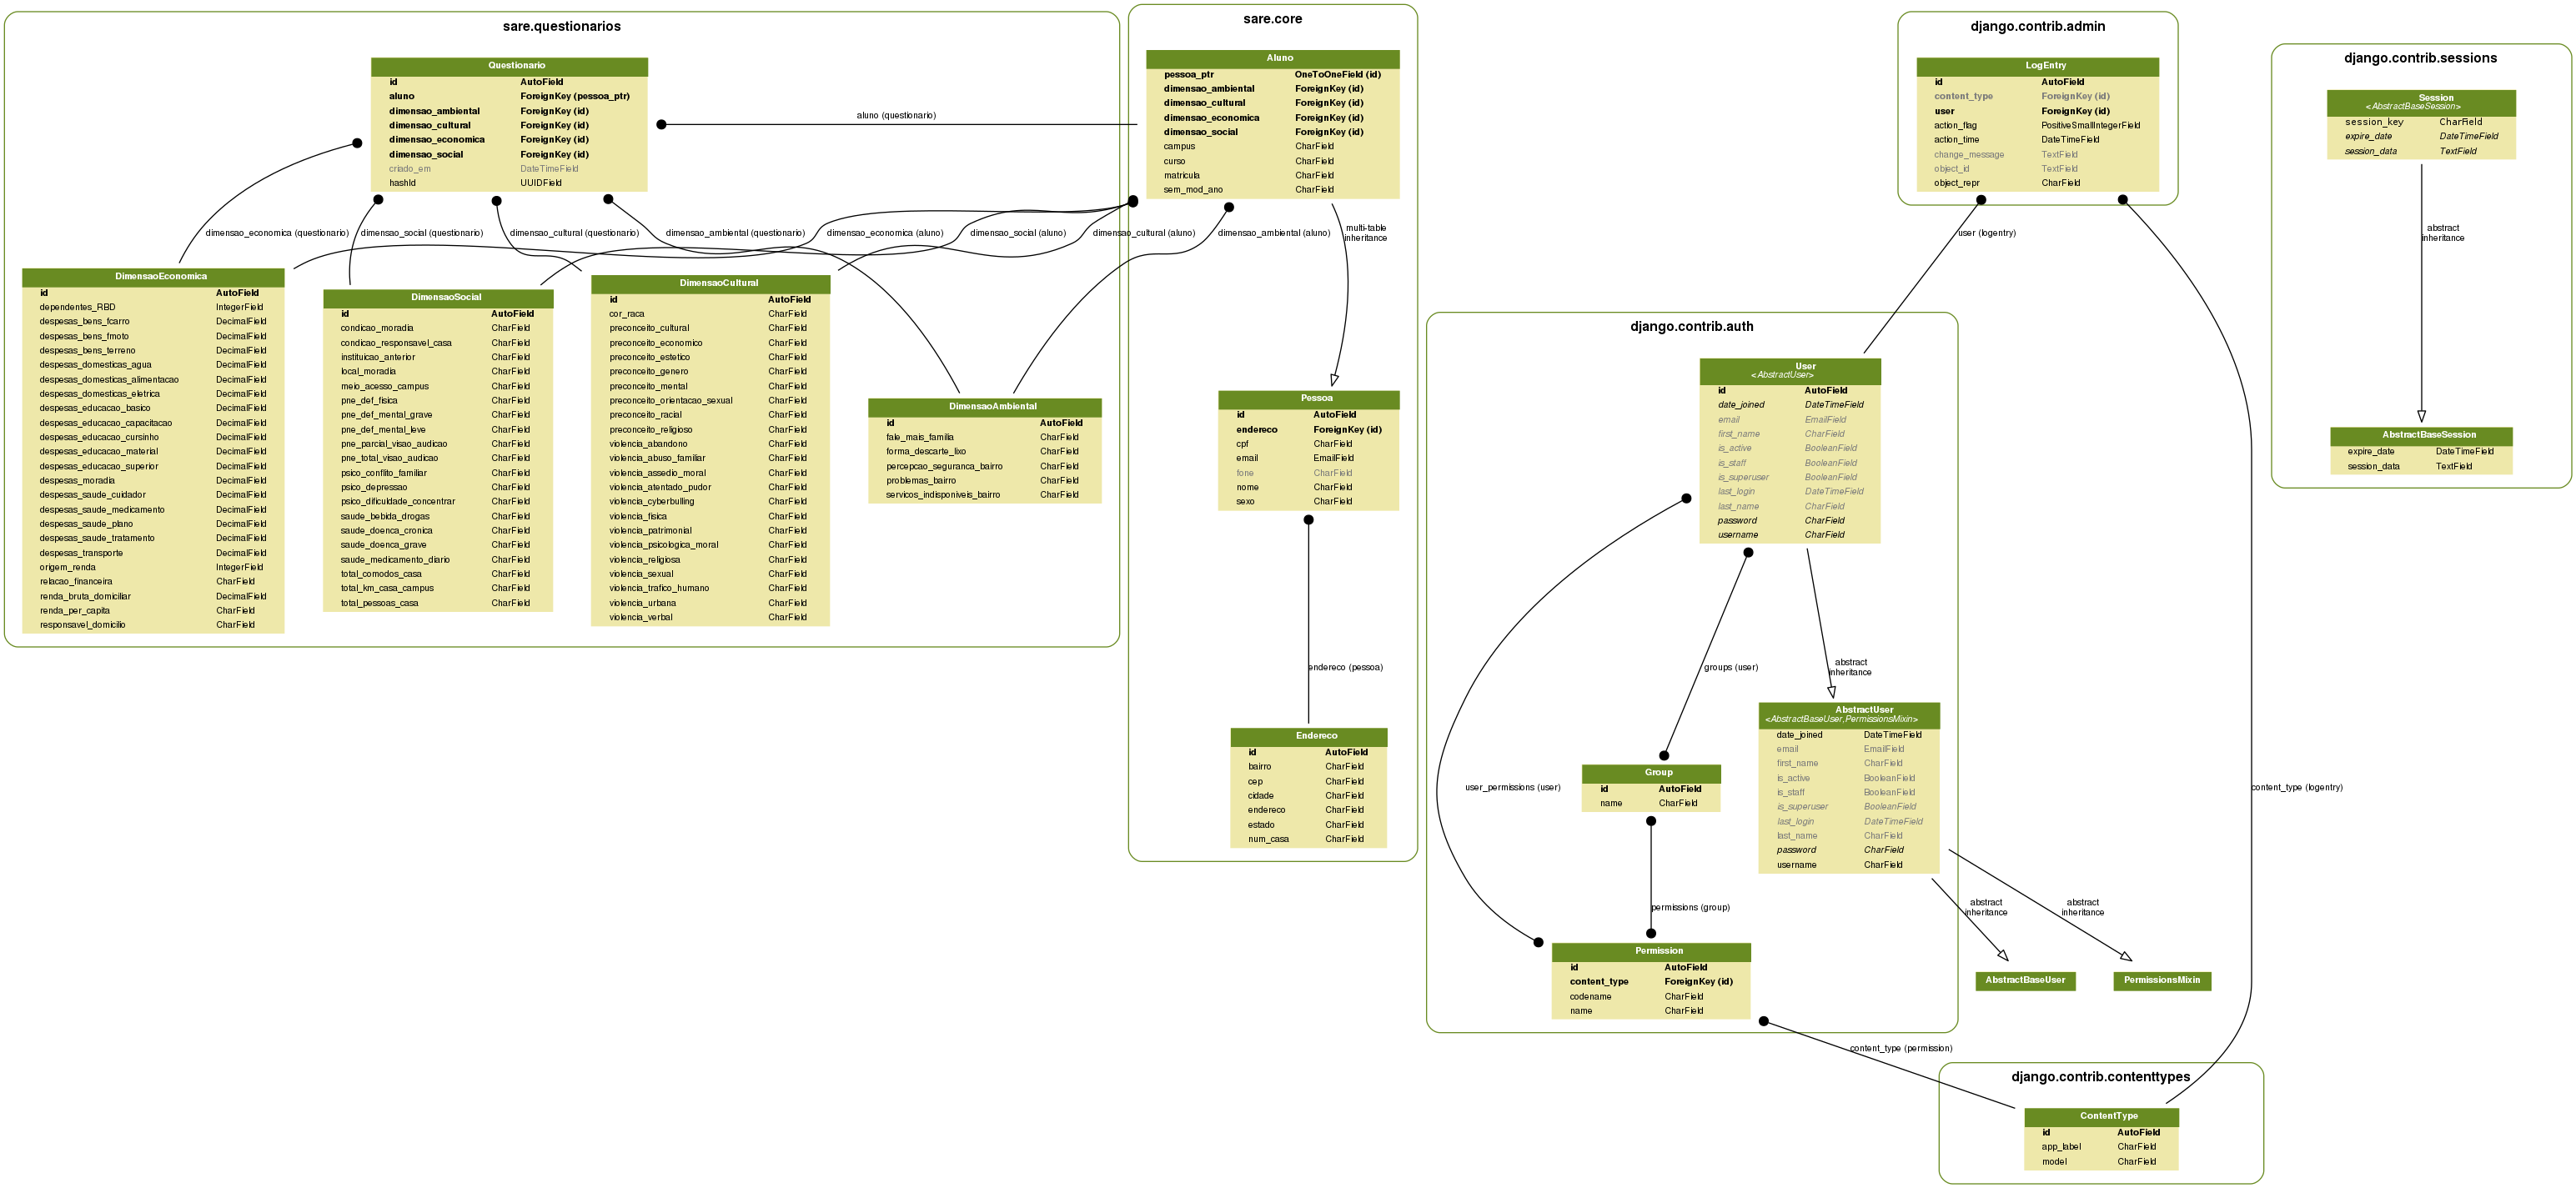 sare.questionarios
Questionario
id AutoField
aluno ForeignKey (pessoa_ptr)
dimensao_ambiental ForeignKey (id)
dimensao_cultural ForeignKey (id)
dimensao_economica ForeignKey (id)
dimensao_social ForeignKey (id)
criado_em DateTimeField
hashId UUIDField
dimensao_economica (questionario)
dimensao_social (questionario)
dimensao_cultural (questionario)
dimensao_ambiental (questionario)
DimensaoEconomica
id AutoField
dependentes_RBD IntegerField
despesas_bens_fcarro DecimalField
despesas_bens_fmoto DecimalField
despesas_bens_terreno DecimalField
despesas_domesticas_agua DecimalField
despesas_domesticas_alimentacao DecimalField
despesas_domesticas_eletrica DecimalField
despesas_educacao_basico DecimalField
despesas_educacao_capacitacao DecimalField
despesas_educacao_cursinho DecimalField
despesas_educacao_material DecimalField
despesas_educacao_superior DecimalField
despesas_moradia DecimalField
despesas_saude_cuidador DecimalField
despesas_saude_medicamento DecimalField
despesas_saude_plano DecimalField
despesas_saude_tratamento DecimalField
despesas_transporte DecimalField
origem_renda IntegerField
relacao_financeira CharField
renda_bruta_domiciliar DecimalField
renda_per_capita CharField
responsavel_domicilio CharField
DimensaoSocial
id AutoField
condicao_moradia CharField
condicao_responsavel_casa CharField
instituicao_anterior CharField
local_moradia CharField
meio_acesso_campus CharField
pne_def_fisica CharField
pne_def_mental_grave CharField
pne_def_mental_leve CharField
pne_parcial_visao_audicao CharField
pne_total_visao_audicao CharField
psico_conflito_familiar CharField
psico_depressao CharField
psico_dificuldade_concentrar CharField
saude_bebida_drogas CharField
saude_doenca_cronica CharField
saude_doenca_grave CharField
saude_medicamento_diario CharField
total_comodos_casa CharField
total_km_casa_campus CharField
total_pessoas_casa CharField
DimensaoCultural
id AutoField
cor_raca CharField
preconceito_cultural CharField
preconceito_economico CharField
preconceito_estetico CharField
preconceito_genero CharField
preconceito_mental CharField
preconceito_orientacao_sexual CharField
preconceito_racial CharField
preconceito_religioso CharField
violencia_abandono CharField
violencia_abuso_familiar CharField
violencia_assedio_moral CharField
violencia_atentado_pudor CharField
violencia_cyberbulling CharField
violencia_fisica CharField
violencia_patrimonial CharField
violencia_psicologica_moral CharField
violencia_religiosa CharField
violencia_sexual CharField
violencia_trafico_humano CharField
violencia_urbana CharField
violencia_verbal CharField
DimensaoAmbiental
id AutoField
fale_mais_familia CharField
forma_descarte_lixo CharField
percepcao_seguranca_bairro CharField
problemas_bairro CharField
servicos_indisponiveis_bairro CharField
aluno (questionario)
dimensao_economica (aluno)
dimensao_social (aluno)
dimensao_cultural (aluno)
dimensao_ambiental (aluno)
sare.core
Aluno
pessoa_ptr OneToOneField (id)
dimensao_ambiental ForeignKey (id)
dimensao_cultural ForeignKey (id)
dimensao_economica ForeignKey (id)
dimensao_social ForeignKey (id)
campus CharField
curso CharField
matricula CharField
sem_mod_ano CharField
multi-table
inheritance
Pessoa
id AutoField
endereco ForeignKey (id)
cpf CharField
email EmailField
fone CharField
nome CharField
sexo CharField
endereco (pessoa)
Endereco
id AutoField
bairro CharField
cep CharField
cidade CharField
endereco CharField
estado CharField
num_casa CharField
django.contrib.admin
LogEntry
id AutoField
content_type ForeignKey (id)
user ForeignKey (id)
action_flag PositiveSmallIntegerField
action_time DateTimeField
change_message TextField
object_id TextField
object_repr CharField
user (logentry)
content_type (logentry)
django.contrib.auth
User
<AbstractUser>
id AutoField
date_joined DateTimeField
email EmailField
first_name CharField
is_active BooleanField
is_staff BooleanField
is_superuser BooleanField
last_login DateTimeField
last_name CharField
password CharField
username CharField
groups (user)
abstract
inheritance
user_permissions (user)
AbstractUser
<AbstractBaseUser,PermissionsMixin>
date_joined DateTimeField
email EmailField
first_name CharField
is_active BooleanField
is_staff BooleanField
is_superuser BooleanField
last_login DateTimeField
last_name CharField
password CharField
username CharField
Group
id AutoField
name CharField
permissions (group)
Permission
id AutoField
content_type ForeignKey (id)
codename CharField
name CharField
abstract
inheritance
abstract
inheritance
AbstractBaseUser
PermissionsMixin
content_type (permission)
django.contrib.contenttypes
ContentType
id AutoField
app_label CharField
model CharField
django.contrib.sessions
Session
<AbstractBaseSession>
session_key CharField
expire_date DateTimeField
session_data TextField
abstract
inheritance
AbstractBaseSession
expire_date DateTimeField
session_data TextField